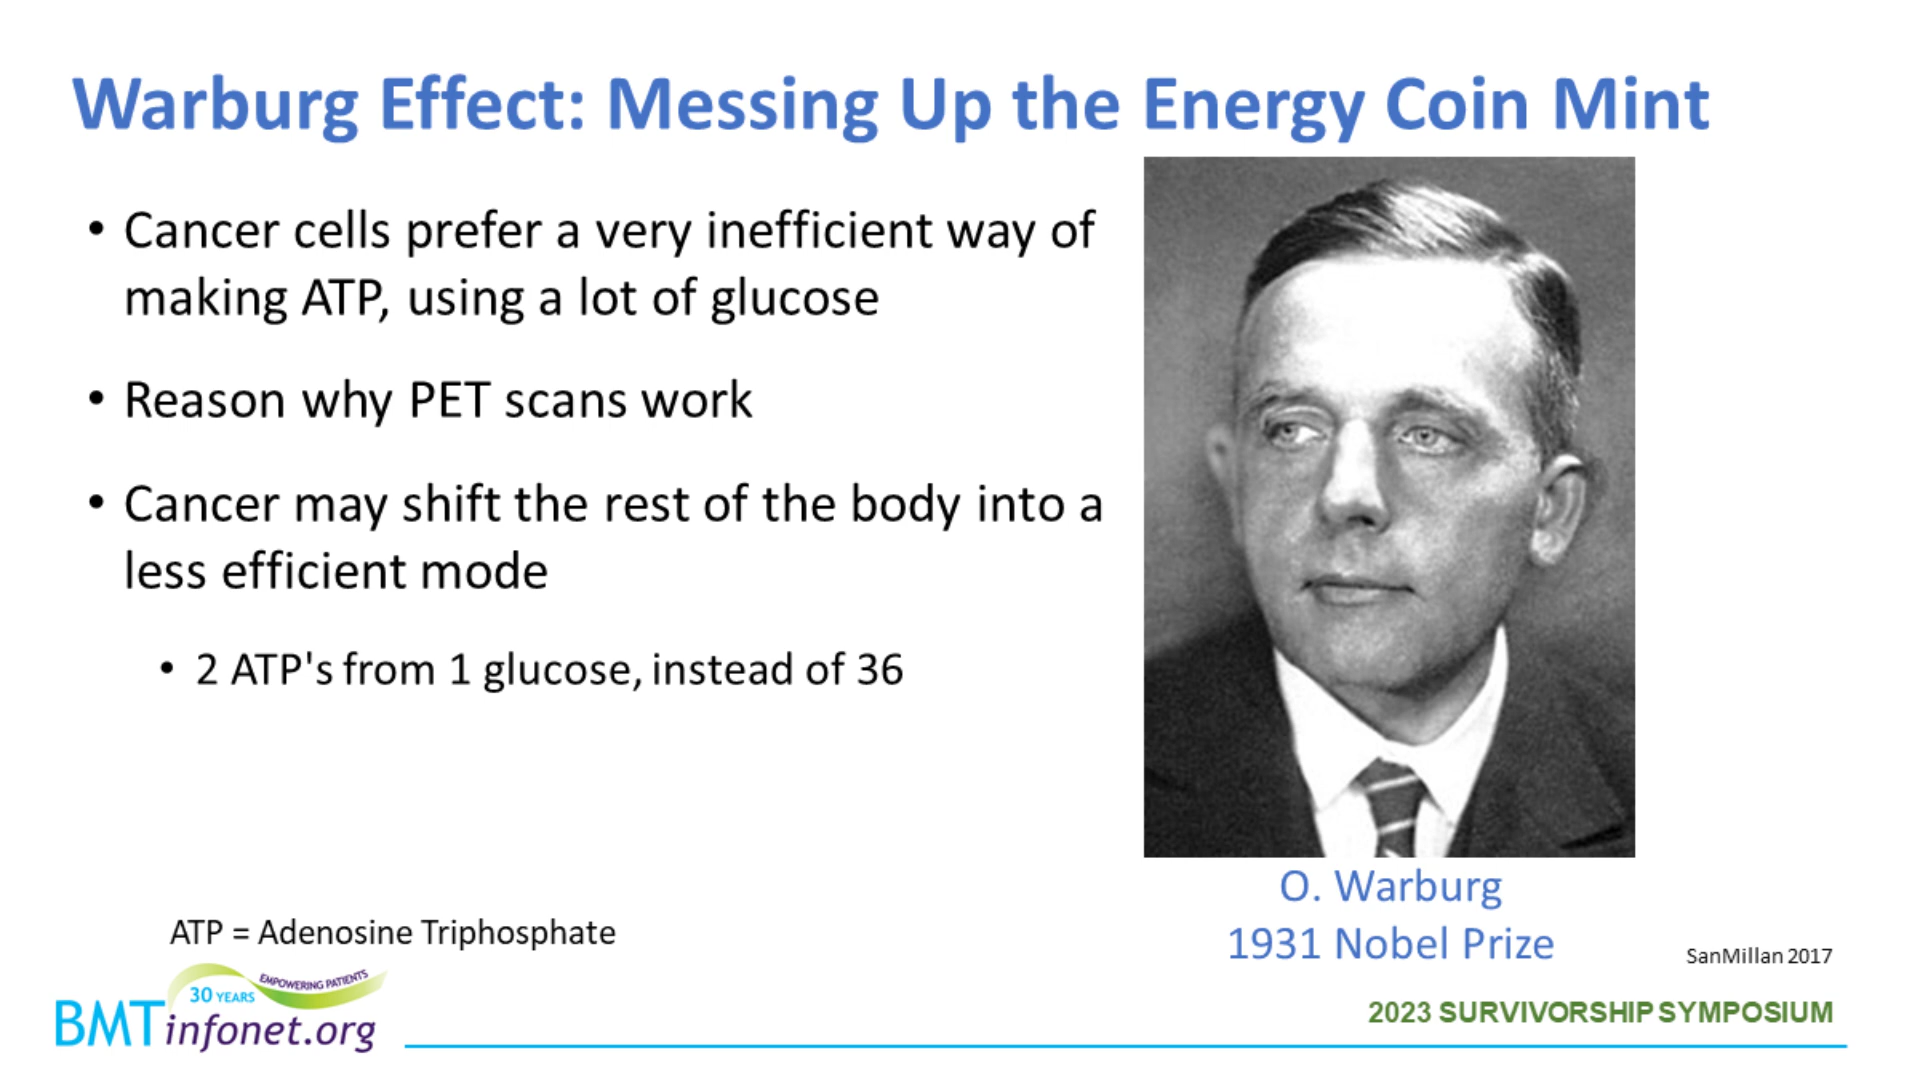 Warburg Effect: Messing Up the Energy Coin Mint
• Cancer cells prefer a very inefficient way of
making ATP, using a lot of glucose
• Reason why PET scans work
• Cancer may shift the rest of the body into a
less efficient mode
• 2 ATP's from 1 glucose, instead of 36
O. Warburg
1931 Nobel Prize
ATP = Adenosine Triphosphate
SanMillan 2017
EMPOWERING PATIENTS
30 YEARS
BMTinfonet.org
2023 SURVIVORSHIP SYMPOSIUM